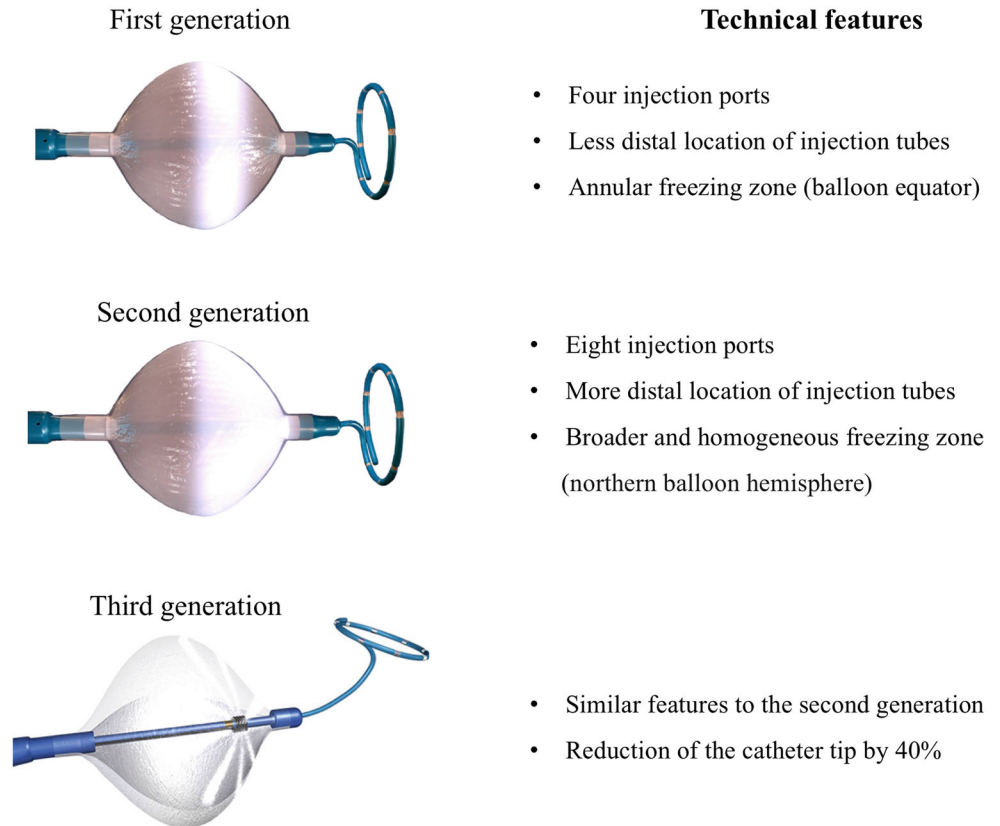 First generation
Technical features
• Four injection ports
• Less distal location of injection tubes
• Annular freezing zone (balloon equator)
Second generation
• Eight injection ports
• More distal location of injection tubes
• Broader and homogeneous freezing zone
(northern balloon hemisphere)
Third generation
• Similar features to the second generation
• Reduction of the catheter tip by 40%